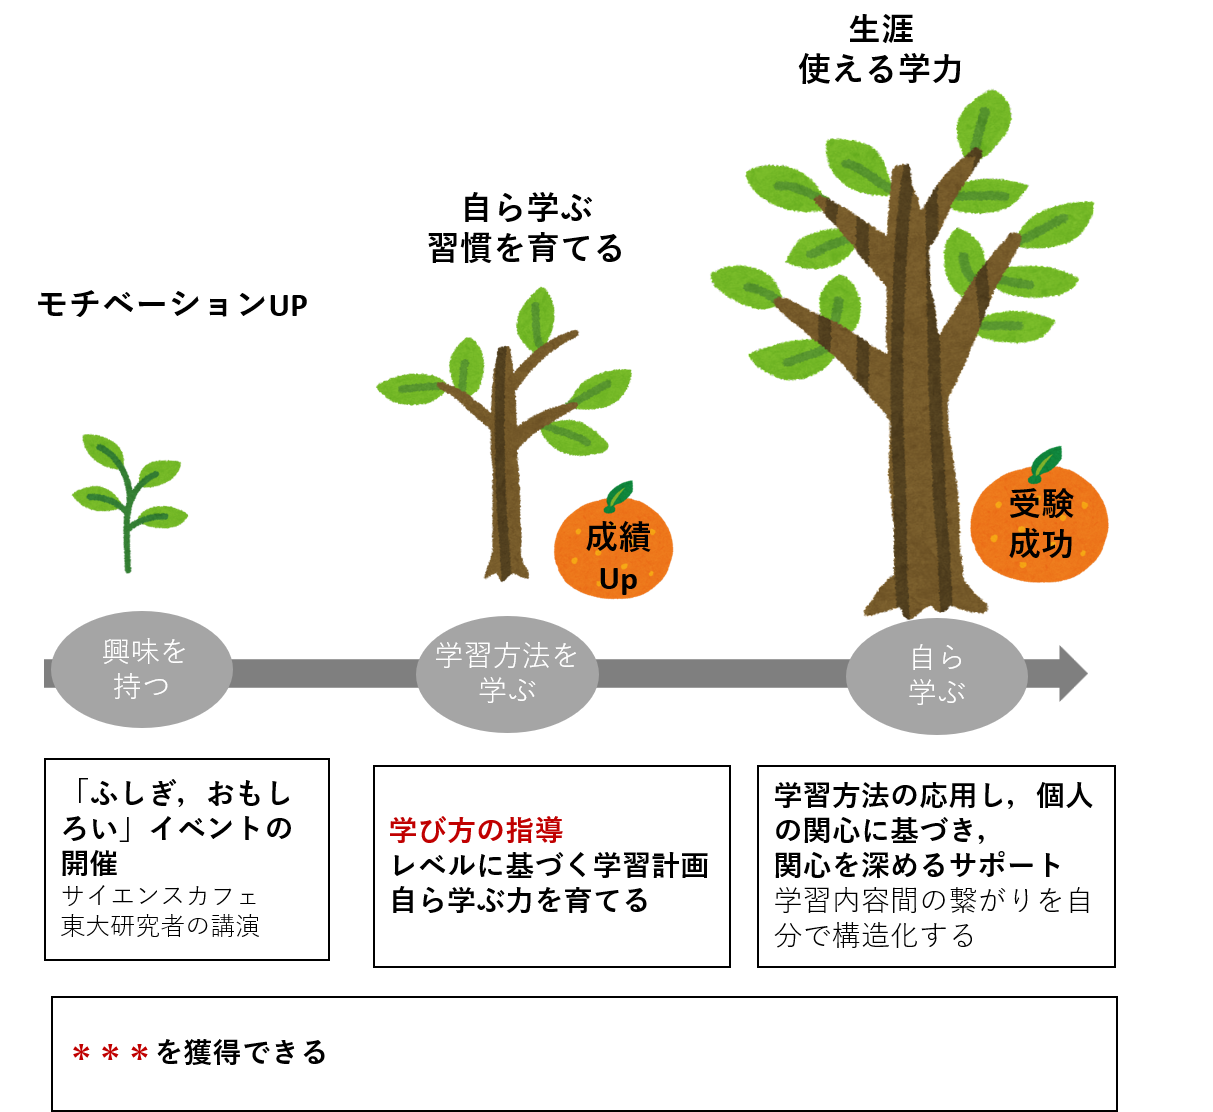 生涯
使える学力
自ら学ぶ
習慣を育てる
モチベーションUP
成績
Up
受験
成功
興味を
持つ
学習方法を
学ぶ
自ら
学ぶ
「ふしぎ，おもし
ろい」イベントの
開催
サイエンスカフェ
東大研究者の講演
学び方の指導
レベルに基づく学習計画
自ら学ぶ力を育てる
学習方法の応用し，個人
の関心に基づき，
関心を深めるサポート
学習内容間の繋がりを自
分で構造化する
＊＊＊を獲得できる